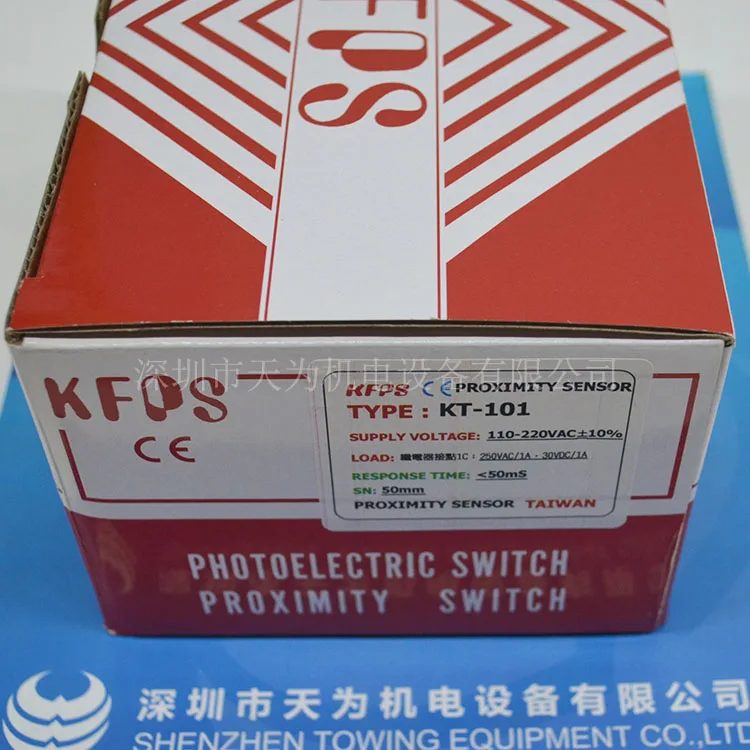 KFPS
深圳市天为机电设备有限公司
KFPS
CE
KFPS CE PROXIMITY SENSOR
TYPE : KT-101
SUPPLY VOLTAGE: 110-220VAC±10%
LOAD: 繼電器接點1C : 250VAC/1A · 30VDC/1A
RESPONSE TIME: <50mS
SN: 50mm
PROXIMITY SENSOR TAIWAN
PHOTOELECTRIC SWITCH
PROXIMITY SWITCH
深圳市天为机电设备有限公司
SHENZHEN TOWING EQUIPMENT CO.,LTD